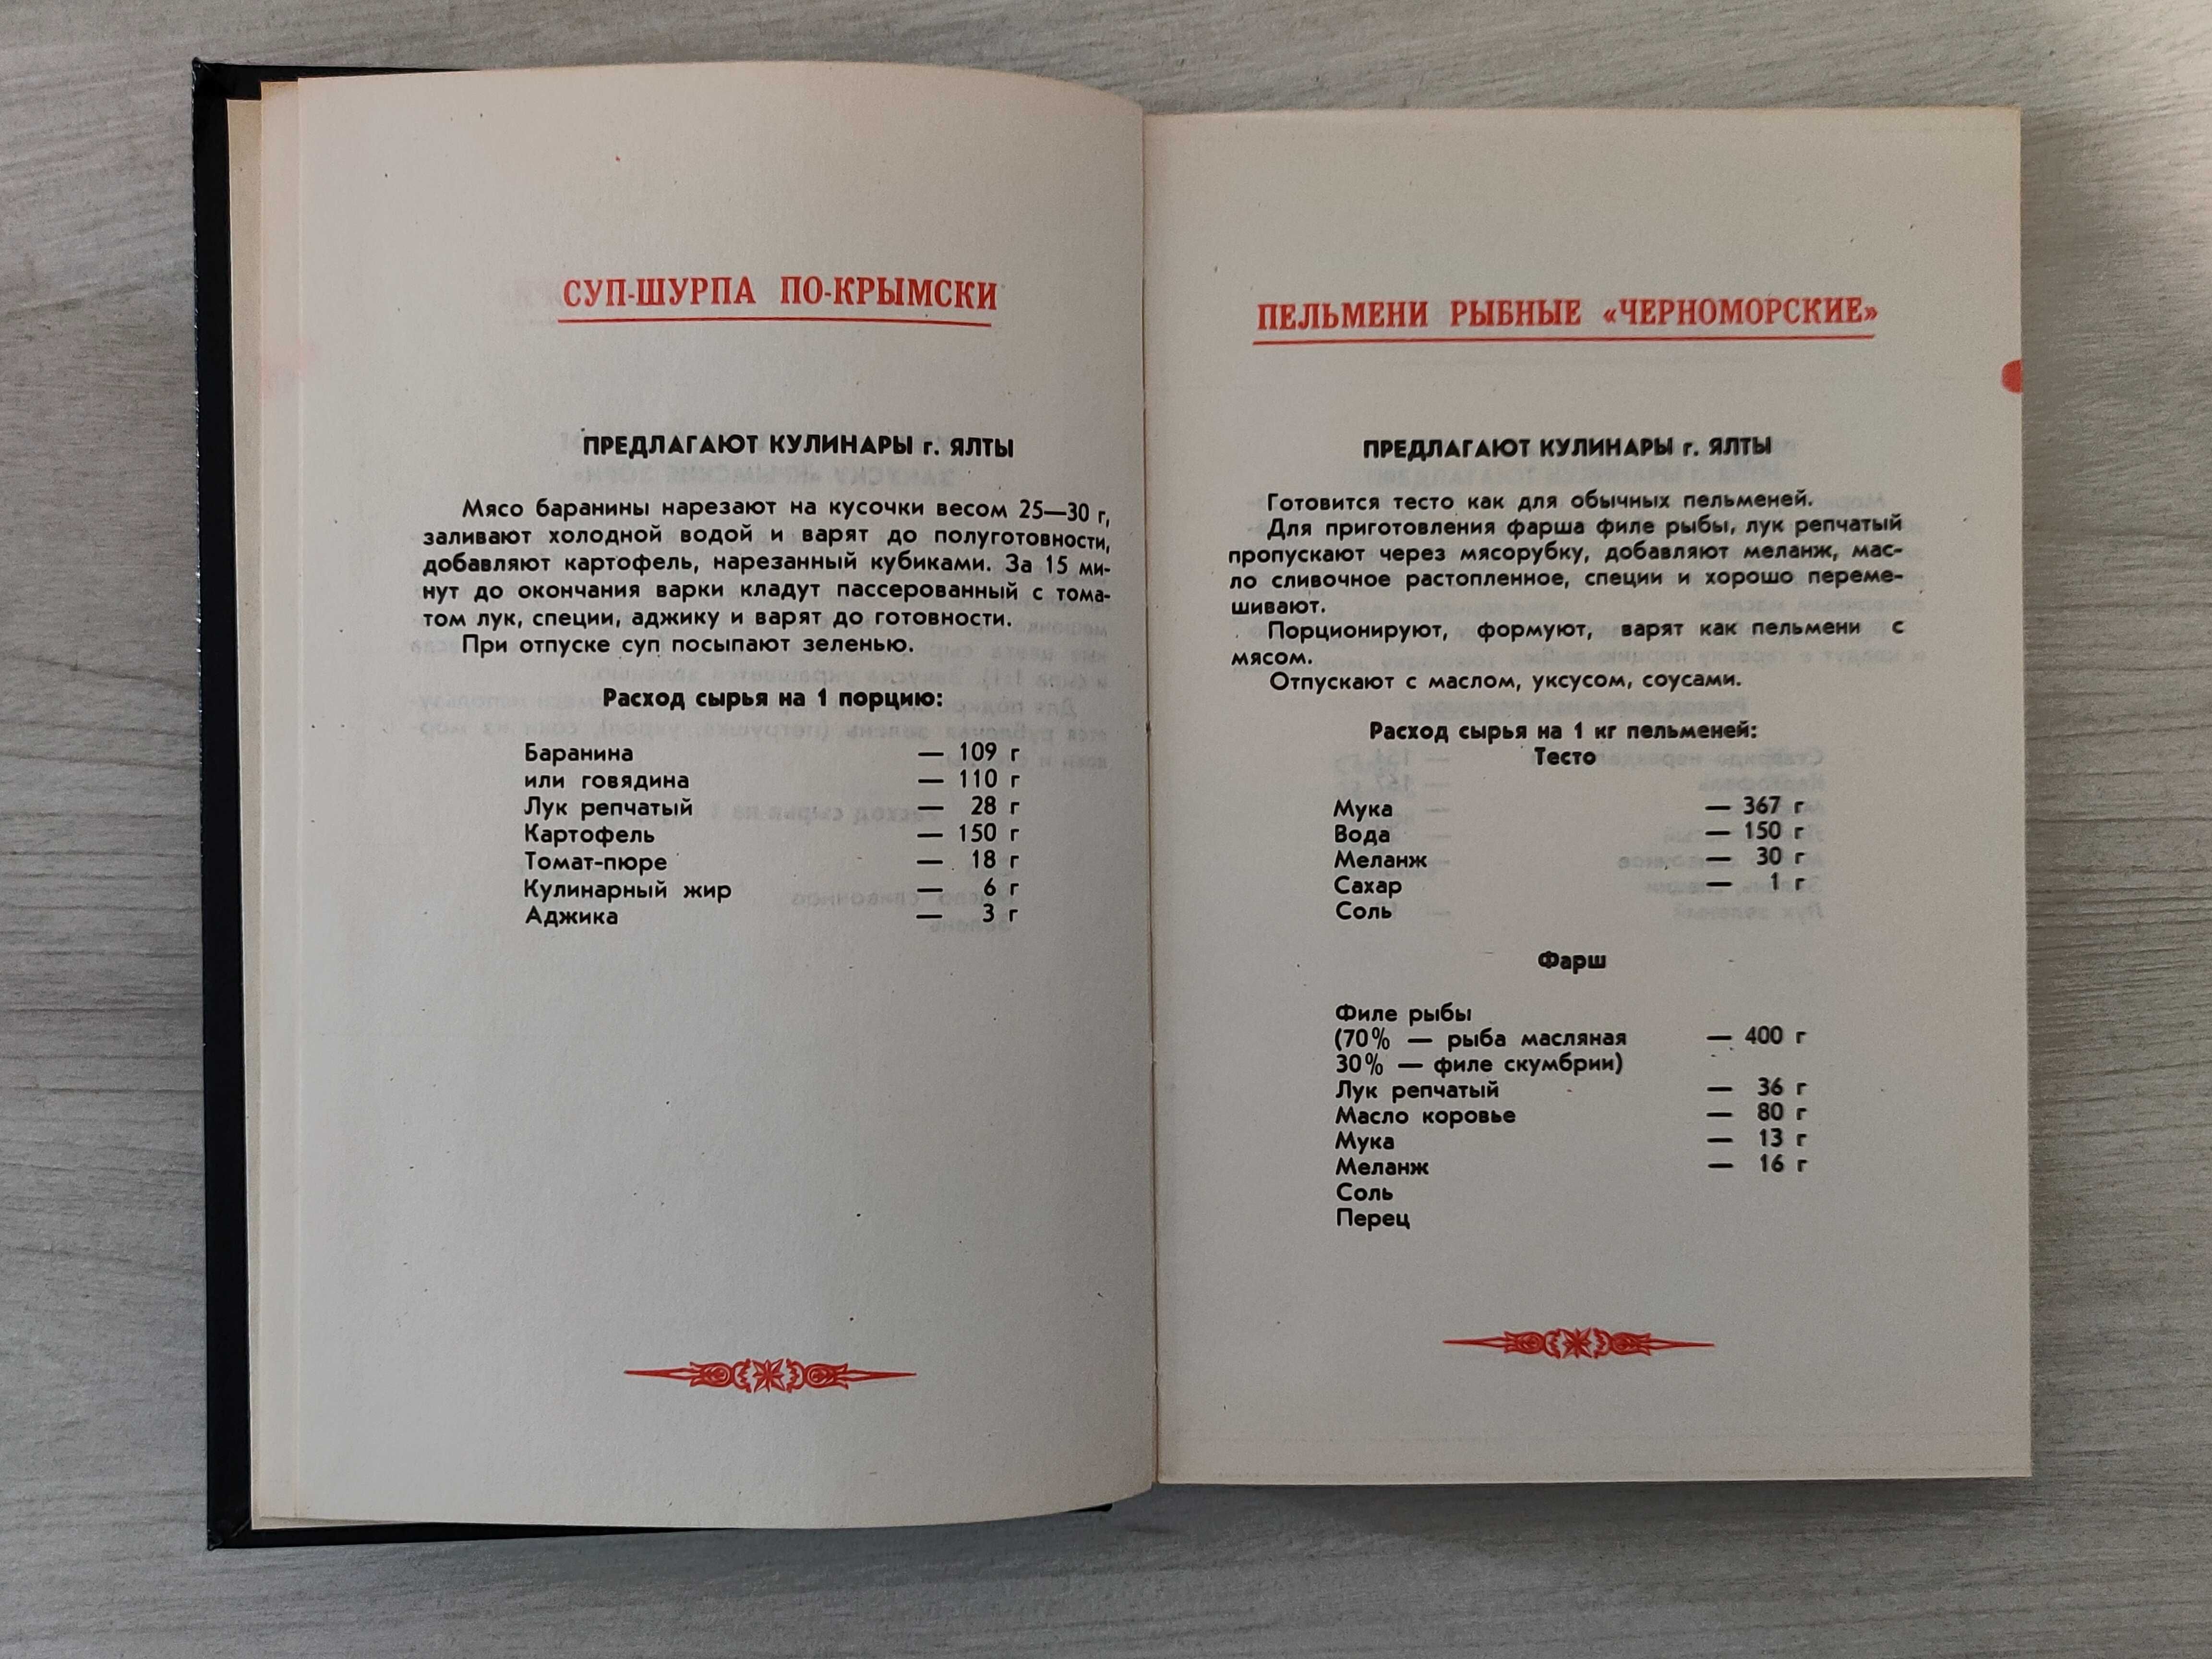 СУП-ШУРПА ПО-КРЫМСКИ
ПРЕДЛАГАЮТ КУЛИНАРЫ г. ЯЛТЫ
Мясо баранины нарезают на кусочки весом 25—30 г,
заливают холодной водой и варят до полуготовности,
добавляют картофель, нарезанный кубиками. За 15 ми-
нут до окончания варки кладут пассерованный с тома-
том лук, специи, аджику и варят до готовности.
При отпуске суп посыпают зеленью.
Расход сырья на 1 порцию:
Баранина — 109 г
или говядина — 110 г
Лук репчатый — 28 г
Картофель — 150 г
Томат-пюре — 18 г
Кулинарный жир — 6 г
Аджика — 3 г
ПЕЛЬМЕНИ РЫБНЫЕ «ЧЕРНОМОРСКИЕ»
ПРЕДЛАГАЮТ КУЛИНАРЫ г. ЯЛТЫ
Готовится тесто как для обычных пельменей.
Для приготовления фарша филе рыбы, лук репчатый
пропускают через мясорубку, добавляют меланж, мас-
ло сливочное растопленное, специи и хорошо переме-
шивают.
Порционируют, формуют, варят как пельмени с
мясом.
Отпускают с маслом, уксусом, соусами.
Расход сырья на 1 кг пельменей:
Тесто
Мука — 367 г
Вода — 150 г
Меланж — 30 г
Сахар — 1 г
Соль
Фарш
Филе рыбы
(70% — рыба масляная — 400 г
30% — филе скумбрии)
Лук репчатый — 36 г
Масло коровье — 80 г
Мука — 13 г
Меланж — 16 г
Соль
Перец